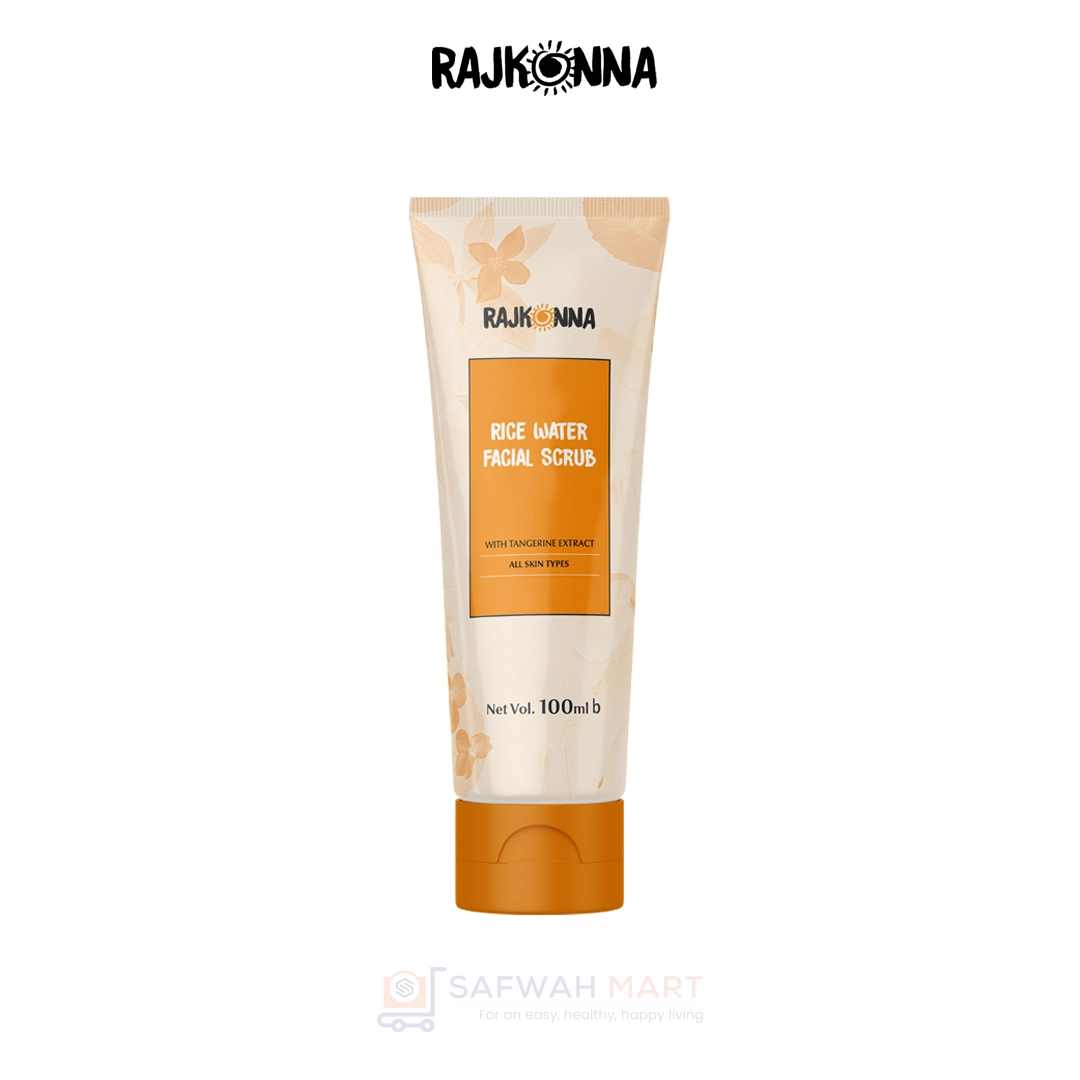 RAJKONNA
RAJKONNA
RICE WATER
FACIAL SCRUB
WITH TANGERINE EXTRACT
ALL SKIN TYPES
Net Vol. 100ml b
SAFWAH MART
For an easy, healthy, happy living